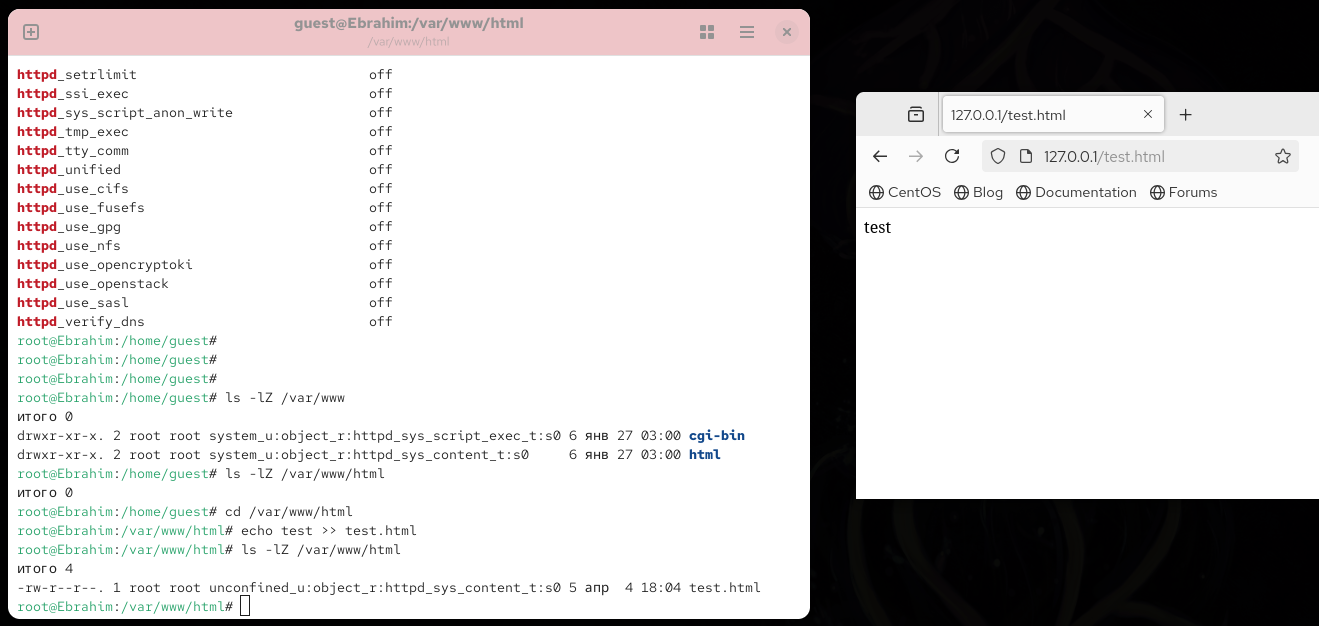 guest@Ebrahim:/var/www/html
/var/www/html
httpd_setrlimit                             off
httpd_ssi_exec                              off
httpd_sys_script_anon_write                 off
httpd_tmp_exec                              off
httpd_tty_comm                              off
httpd_unified                               off
httpd_use_cifs                              off
httpd_use_fusefs                            off
httpd_use_gpg                               off
httpd_use_nfs                               off
httpd_use_opencryptoki                      off
httpd_use_openstack                         off
httpd_use_sasl                              off
httpd_verify_dns                            off
root@Ebrahim:/home/guest#
root@Ebrahim:/home/guest#
root@Ebrahim:/home/guest#
root@Ebrahim:/home/guest# ls -lZ /var/www
итого 0
drwxr-xr-x. 2 root root system_u:object_r:httpd_sys_script_exec_t:s0 6 янв 27 03:00 cgi-bin
drwxr-xr-x. 2 root root system_u:object_r:httpd_sys_content_t:s0     6 янв 27 03:00 html
root@Ebrahim:/home/guest# ls -lZ /var/www/html
итого 0
root@Ebrahim:/home/guest# cd /var/www/html
root@Ebrahim:/var/www/html# echo test >> test.html
root@Ebrahim:/var/www/html# ls -lZ /var/www/html
итого 4
-rw-r--r--. 1 root root unconfined_u:object_r:httpd_sys_content_t:s0 5 апр  4 18:04 test.html
root@Ebrahim:/var/www/html#
127.0.0.1/test.html
127.0.0.1/test.html
CentOS Blog Documentation Forums
test